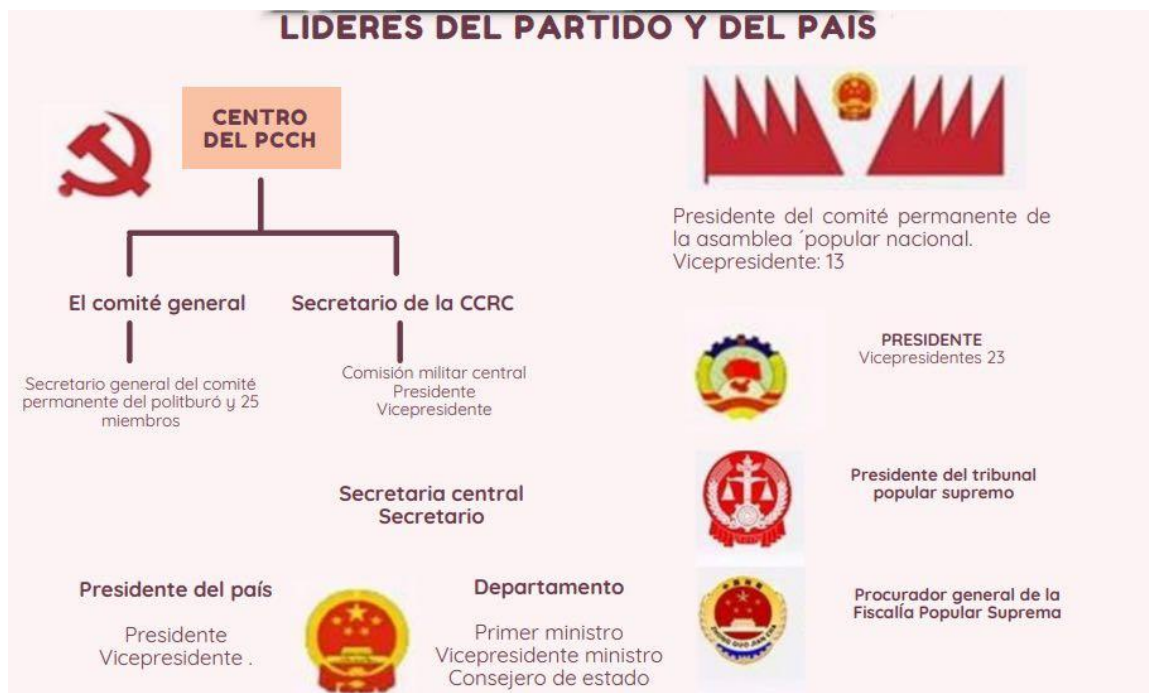 LIDERES DEL PARTIDO Y DEL PAIS
CENTRO
DEL PCCH
El comité general
Secretario general del comité
permanente del politburó y 25
miembros
Secretario de la CCRC
Comisión militar central
Presidente
Vicepresidente
Secretaria central
Secretario
Presidente del país
Presidente
Vicepresidente .
Departamento
Primer ministro
Vicepresidente ministro
Consejero de estado
Presidente del comité permanente de
la asamblea ´popular nacional.
Vicepresidente: 13
PRESIDENTE
Vicepresidentes 23
Presidente del tribunal
popular supremo
Procurador general de la
Fiscalía Popular Suprema